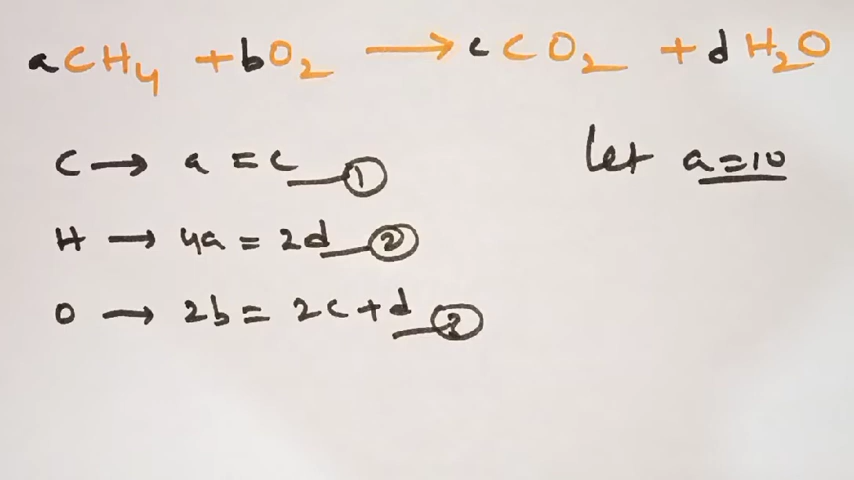 aCH₄ + bO₂ → cCO₂ + dH₂O
C → a = c ①
let a=10
H → 4a = 2d ②
O → 2b = 2c + d ③